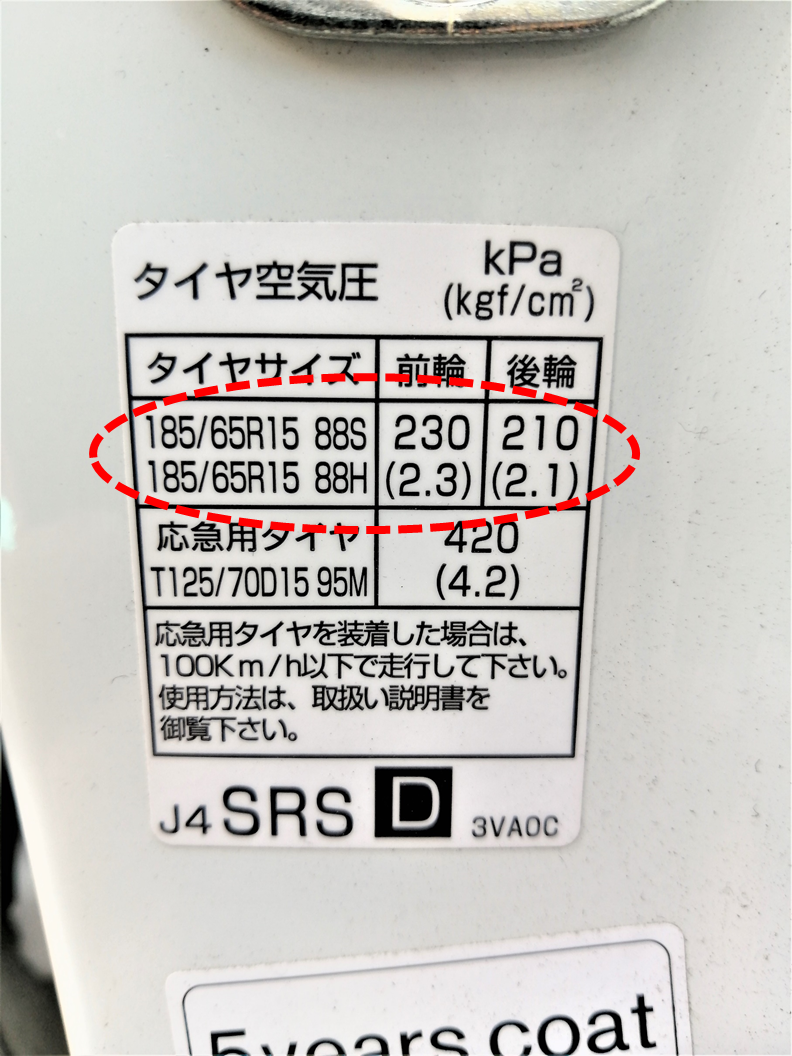 タイヤ空気圧 kPa
(kgf/cm²)
タイヤサイズ 前輪 後輪
185/65R15 88S 230 210
185/65R15 88H (2.3) (2.1)
応急用タイヤ 420
T125/70D15 95M (4.2)
応急用タイヤを装着した場合は、
100Km/h以下で走行して下さい。
使用方法は、取扱い説明書を
御覧下さい。
J4 SRS D 3VA0C
5 years coat